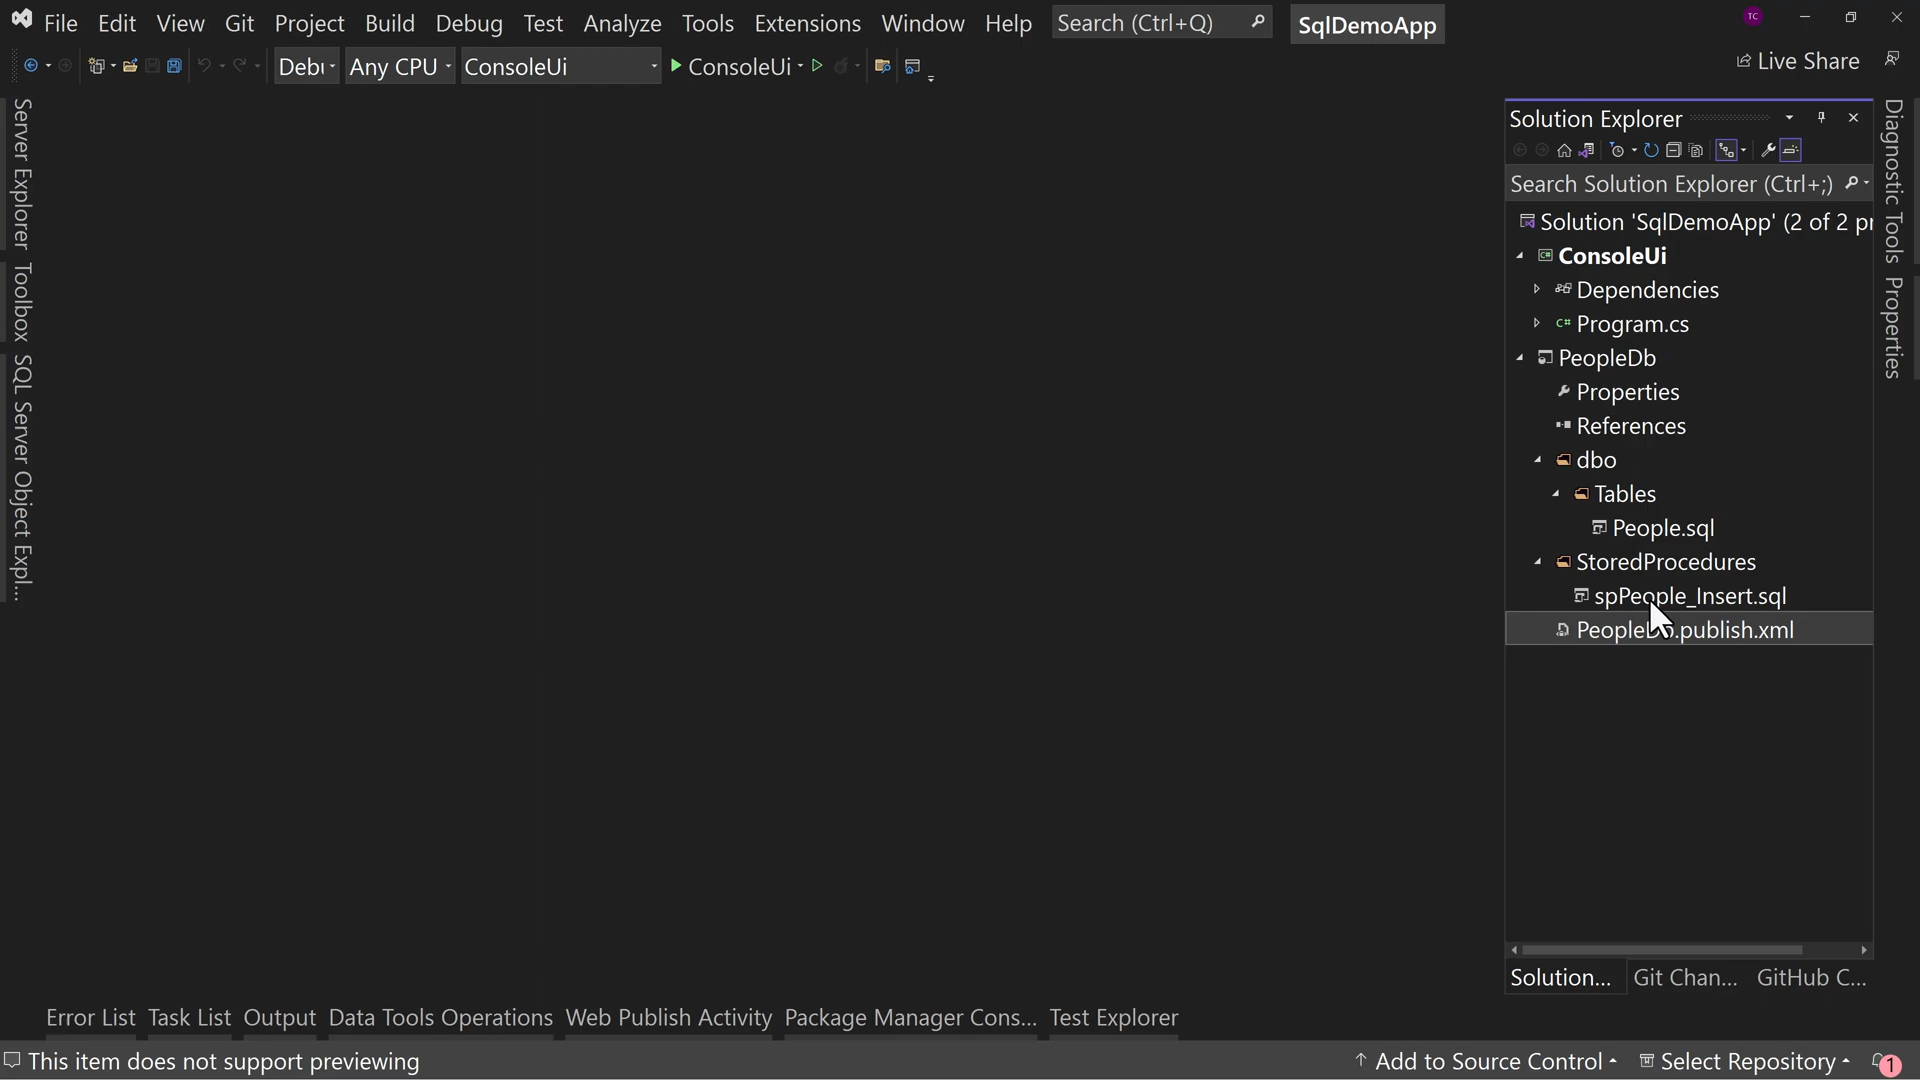 File Edit View Git Project Build Debug Test Analyze Tools Extensions Window Help Search (Ctrl+Q) SqlDemoApp TC
Debu Any CPU ConsoleUi ConsoleUi Live Share
Server Explorer
Toolbox
SQL Server Object Expl...
Solution Explorer
Search Solution Explorer (Ctrl+;)
Solution 'SqlDemoApp' (2 of 2 pr
C# ConsoleUi
Dependencies
C# Program.cs
PeopleDb
Properties
References
dbo
Tables
People.sql
StoredProcedures
spPeople_Insert.sql
PeopleDb.publish.xml
Solution... Git Chan... GitHub C...
Diagnostic Tools
Properties
Error List Task List Output Data Tools Operations Web Publish Activity Package Manager Cons... Test Explorer
This item does not support previewing Add to Source Control Select Repository 1